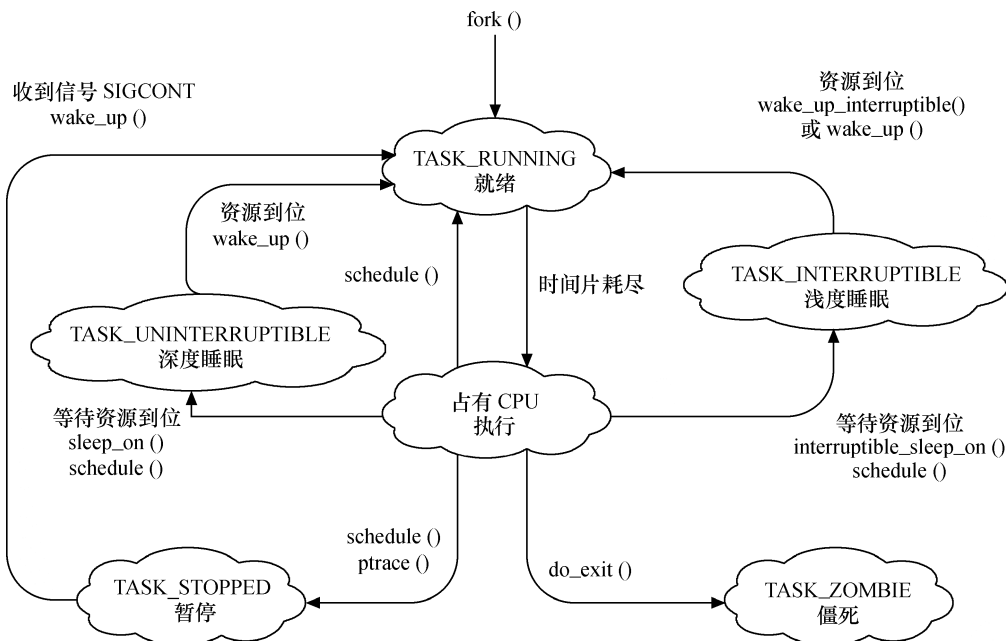 fork ()
收到信号 SIGCONT
wake_up ()
资源到位
wake_up_interruptible()
或 wake_up ()
TASK_RUNNING
就绪
资源到位
wake_up ()
schedule ()
时间片耗尽
TASK_INTERRUPTIBLE
浅度睡眠
TASK_UNINTERRUPTIBLE
深度睡眠
占有 CPU
执行
等待资源到位
sleep_on ()
schedule ()
等待资源到位
interruptible_sleep_on ()
schedule ()
schedule ()
ptrace ()
do_exit ()
TASK_STOPPED
暂停
TASK_ZOMBIE
僵死